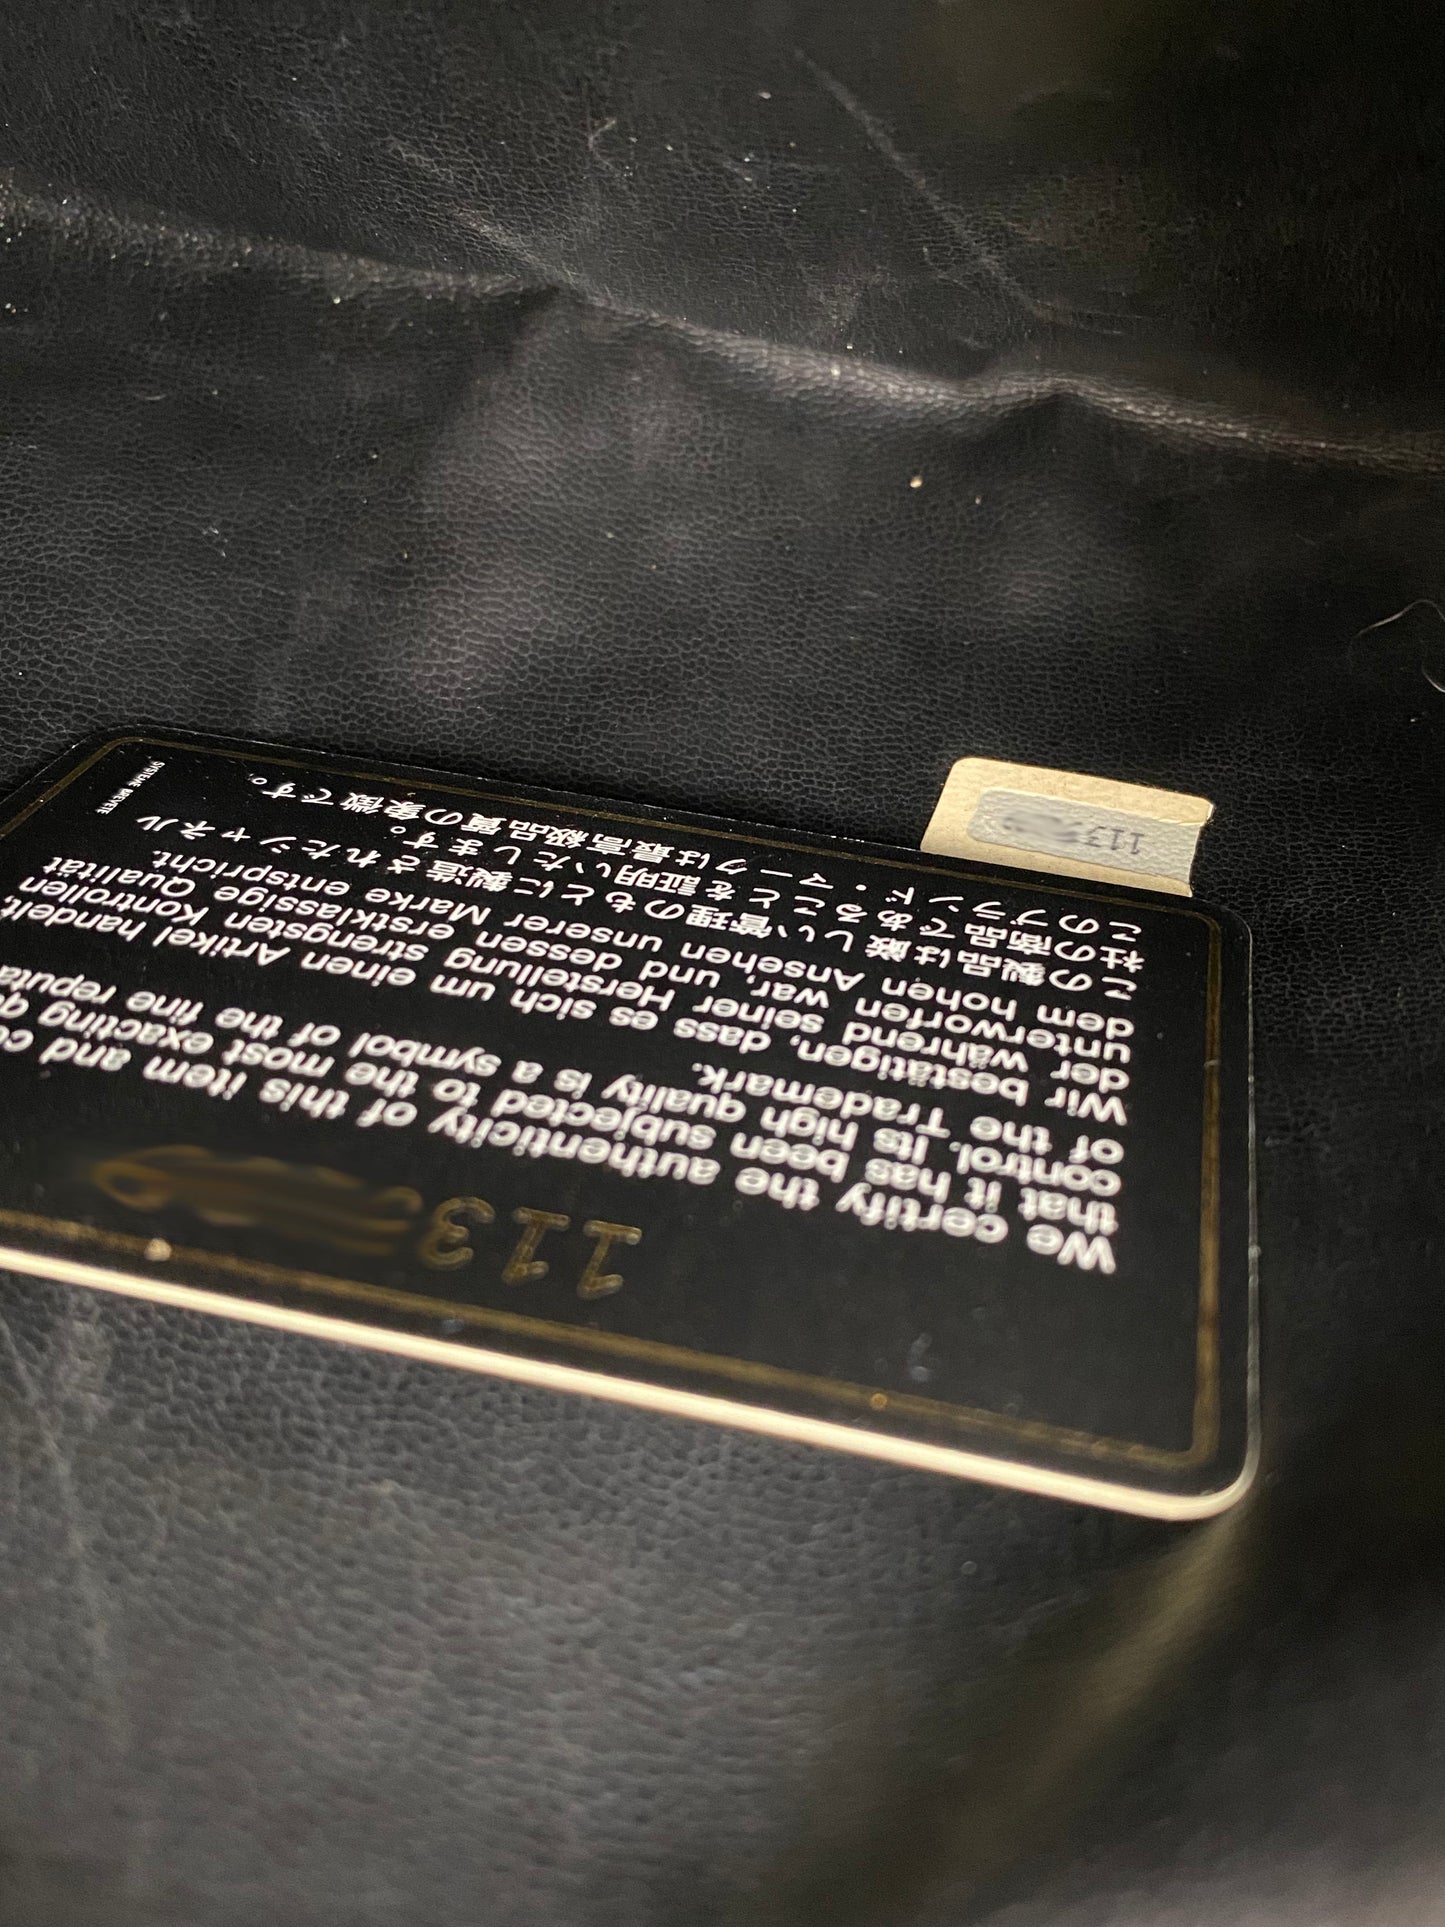 113
We certify the authenticity of this item and
that it has been subjected to the most exacting
control. Its high quality is a symbol of the fine
of the Trademark.
Wir bestätigen, dass es sich um einen Artikel handelt,
der während seiner Herstellung strengsten Kontrollen
unterworfen war, und dessen erstklassige Qualität
dem hohen Ansehen unserer Marke entspricht.
この製品は厳しい管理のもとに製造されたシャネル
社の商品であることを証明いたします。
このブランド・マークは最高級品質の象徴です。
SYSTEME BREVETE
113